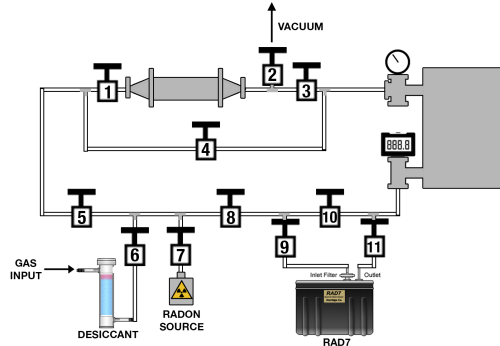 VACUUM
1
2
3
4
888.8
5
8
10
6
7
9
11
GAS
INPUT
Inlet Filter
Outlet
RAD7
DESICCANT
RADON
SOURCE
RAD7